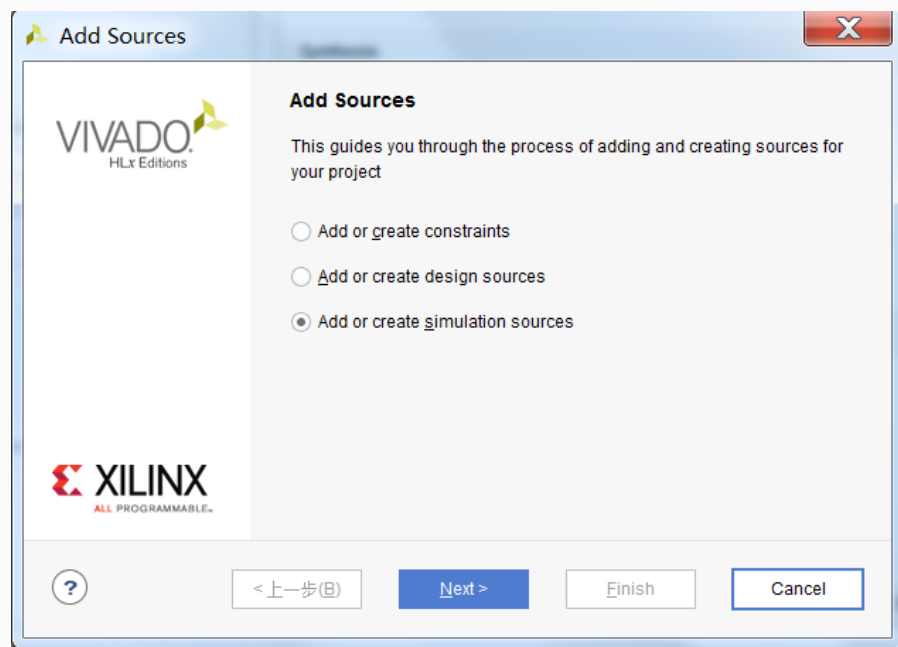 Add Sources
Synthesis
VIVADO.
HLx Editions
Add Sources
This guides you through the process of adding and creating sources for
your project
Add or create constraints
Add or create design sources
Add or create simulation sources
XILINX
ALL PROGRAMMABLE™
?
<上一步(B)
Next >
Finish
Cancel